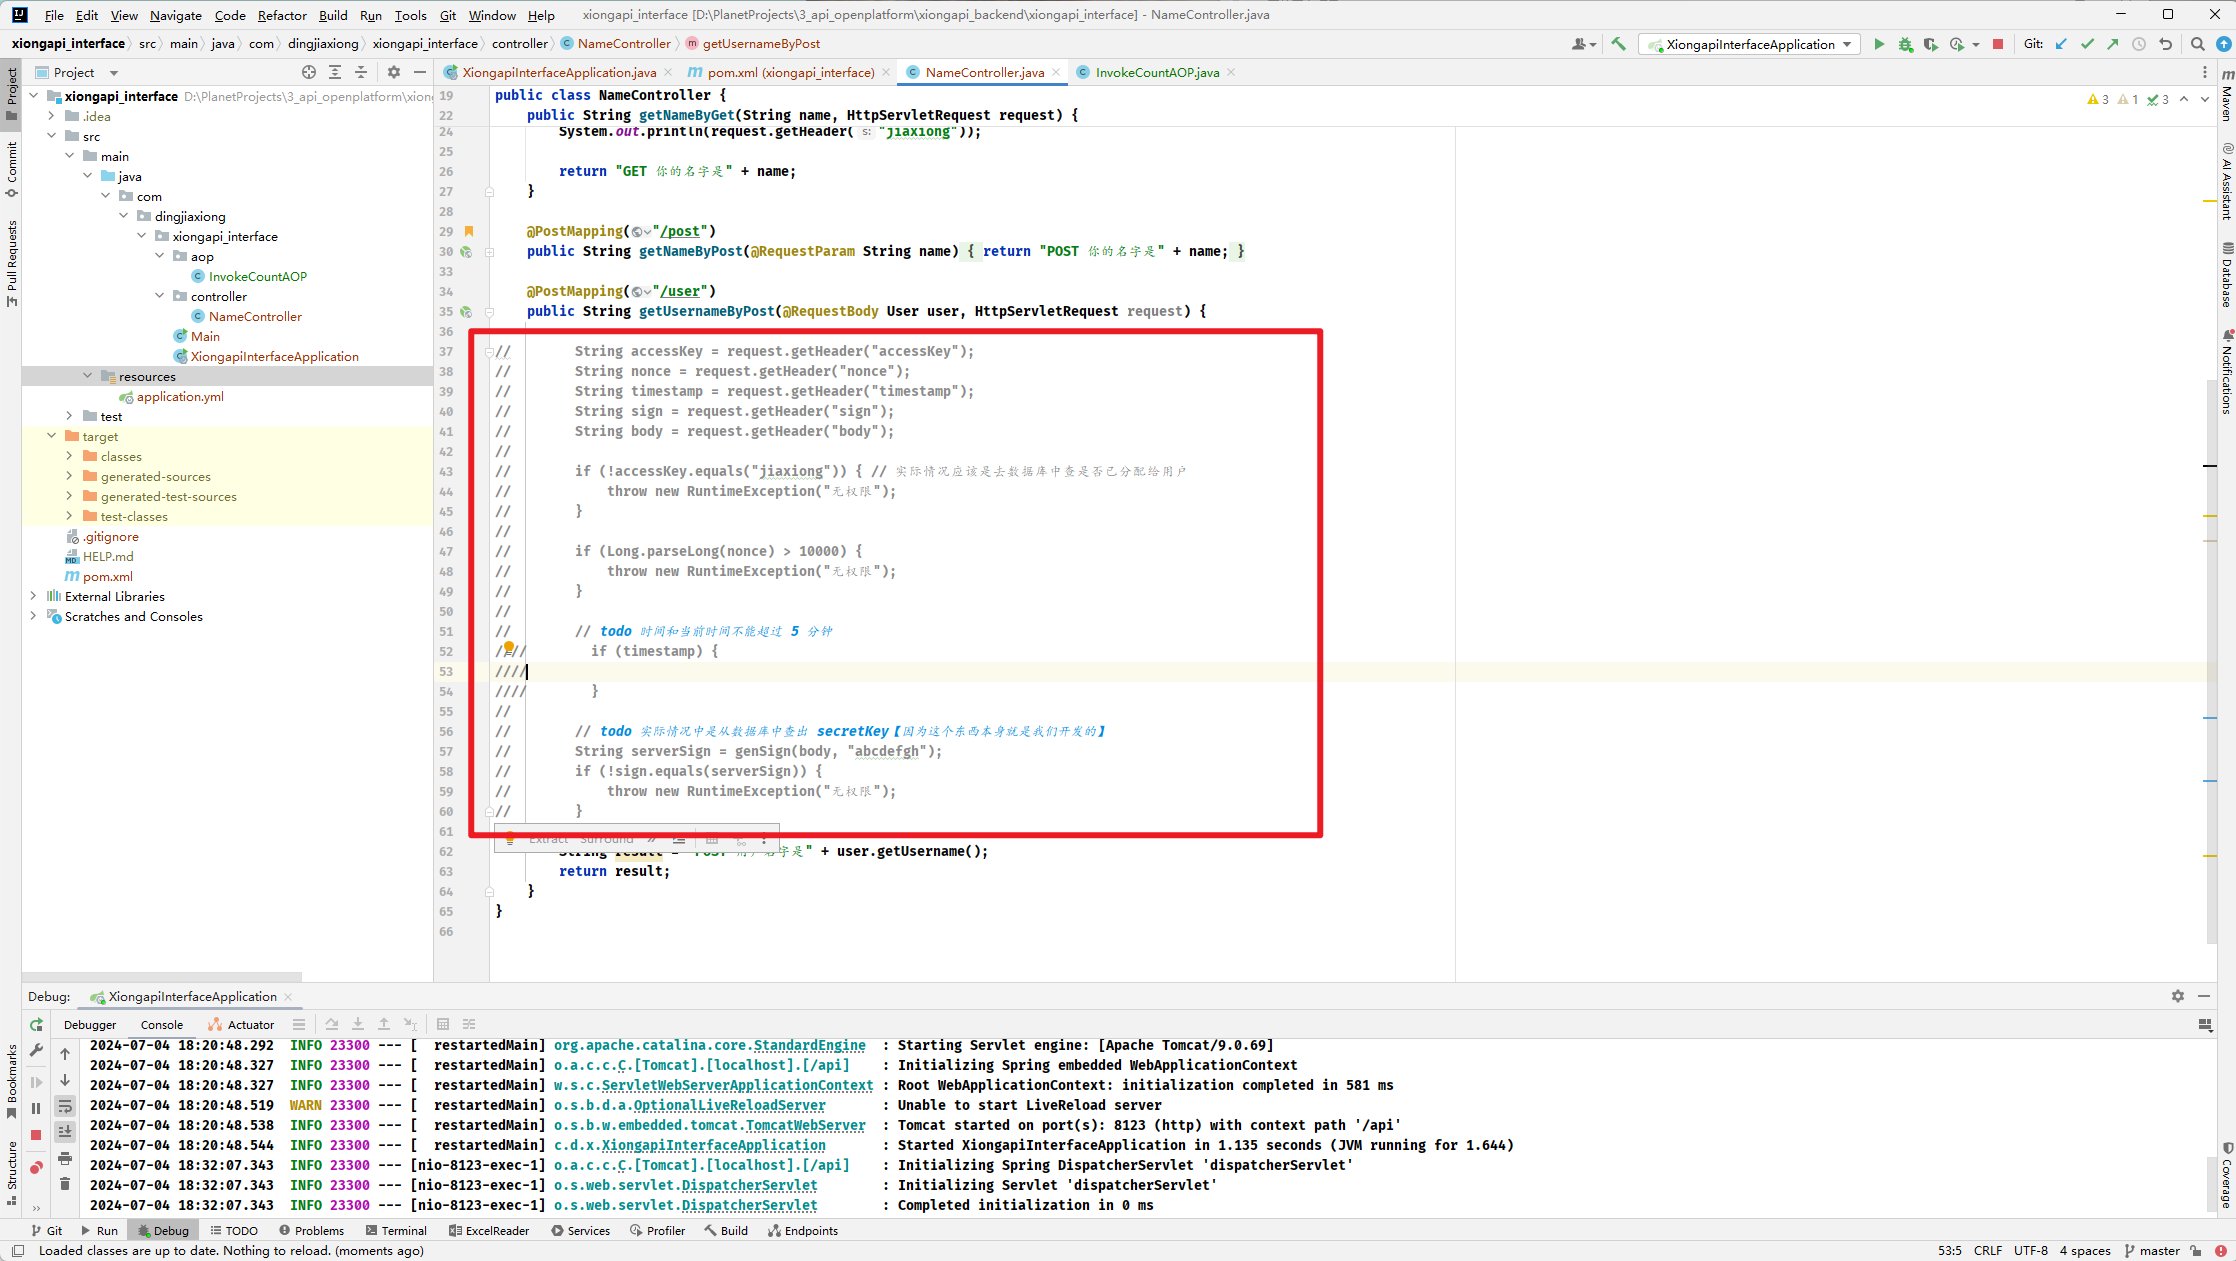 File Edit View Navigate Code Refactor Build Run Tools Git Window Help xiongapi_interface [D:\PlanetProjects\3_api_openplatform\xiongapi_backend\xiongapi_interface] - NameController.java
xiongapi_interface src main java com dingjiaxiong xiongapi_interface controller NameController getUsernameByPost XiongapiInterfaceApplication Git:
Project
XiongapiInterfaceApplication.java pom.xml (xiongapi_interface) NameController.java InvokeCountAOP.java
xiongapi_interface D:\PlanetProjects\3_api_openplatform\xiong
.idea
src
main
java
com
dingjiaxiong
xiongapi_interface
aop
InvokeCountAOP
controller
NameController
Main
XiongapiInterfaceApplication
resources
application.yml
test
target
classes
generated-sources
generated-test-sources
test-classes
.gitignore
HELP.md
pom.xml
External Libraries
Scratches and Consoles
Project
Commit
Pull Requests
Bookmarks
Structure
3 1 3
19 public class NameController {
22 public String getNameByGet(String name, HttpServletRequest request) {
24 System.out.println(request.getHeader( s: "jiaxiong"));
25
26 return "GET 你的名字是" + name;
27 }
28
29 @PostMapping("/post")
30 public String getNameByPost(@RequestParam String name) { return "POST 你的名字是" + name; }
33
34 @PostMapping("/user")
35 public String getUsernameByPost(@RequestBody User user, HttpServletRequest request) {
36
37 // String accessKey = request.getHeader("accessKey");
38 // String nonce = request.getHeader("nonce");
39 // String timestamp = request.getHeader("timestamp");
40 // String sign = request.getHeader("sign");
41 // String body = request.getHeader("body");
42 //
43 // if (!accessKey.equals("jiaxiong")) { // 实际情况应该是去数据库中查是否已分配给用户
44 // throw new RuntimeException("无权限");
45 // }
46 //
47 // if (Long.parseLong(nonce) > 10000) {
48 // throw new RuntimeException("无权限");
49 // }
50 //
51 // // todo 时间和当前时间不能超过 5 分钟
52 //// if (timestamp) {
53 ////
54 //// }
55 //
56 // // todo 实际情况中是从数据库中查出 secretKey【因为这个东西本身就是我们开发的】
57 // String serverSign = genSign(body, "abcdefgh");
58 // if (!sign.equals(serverSign)) {
59 // throw new RuntimeException("无权限");
60 // }
61
Extract Surround
62 String result = "POST 用户名字是" + user.getUsername();
63 return result;
64 }
65 }
66
Maven
AI Assistant
Database
Notifications
Coverage
Debug: XiongapiInterfaceApplication
Debugger Console Actuator
2024-07-04 18:20:48.292 INFO 23300 --- [ restartedMain] org.apache.catalina.core.StandardEngine : Starting Servlet engine: [Apache Tomcat/9.0.69]
2024-07-04 18:20:48.327 INFO 23300 --- [ restartedMain] o.a.c.c.C.[Tomcat].[localhost].[/api] : Initializing Spring embedded WebApplicationContext
2024-07-04 18:20:48.327 INFO 23300 --- [ restartedMain] w.s.c.ServletWebServerApplicationContext : Root WebApplicationContext: initialization completed in 581 ms
2024-07-04 18:20:48.519 WARN 23300 --- [ restartedMain] o.s.b.d.a.OptionalLiveReloadServer : Unable to start LiveReload server
2024-07-04 18:20:48.538 INFO 23300 --- [ restartedMain] o.s.b.w.embedded.tomcat.TomcatWebServer : Tomcat started on port(s): 8123 (http) with context path '/api'
2024-07-04 18:20:48.544 INFO 23300 --- [ restartedMain] c.d.x.XiongapiInterfaceApplication : Started XiongapiInterfaceApplication in 1.135 seconds (JVM running for 1.644)
2024-07-04 18:32:07.343 INFO 23300 --- [nio-8123-exec-1] o.a.c.c.C.[Tomcat].[localhost].[/api] : Initializing Spring DispatcherServlet 'dispatcherServlet'
2024-07-04 18:32:07.343 INFO 23300 --- [nio-8123-exec-1] o.s.web.servlet.DispatcherServlet : Initializing Servlet 'dispatcherServlet'
2024-07-04 18:32:07.343 INFO 23300 --- [nio-8123-exec-1] o.s.web.servlet.DispatcherServlet : Completed initialization in 0 ms
Git Run Debug TODO Problems Terminal ExcelReader Services Profiler Build Endpoints
Loaded classes are up to date. Nothing to reload. (moments ago) 53:5 CRLF UTF-8 4 spaces master